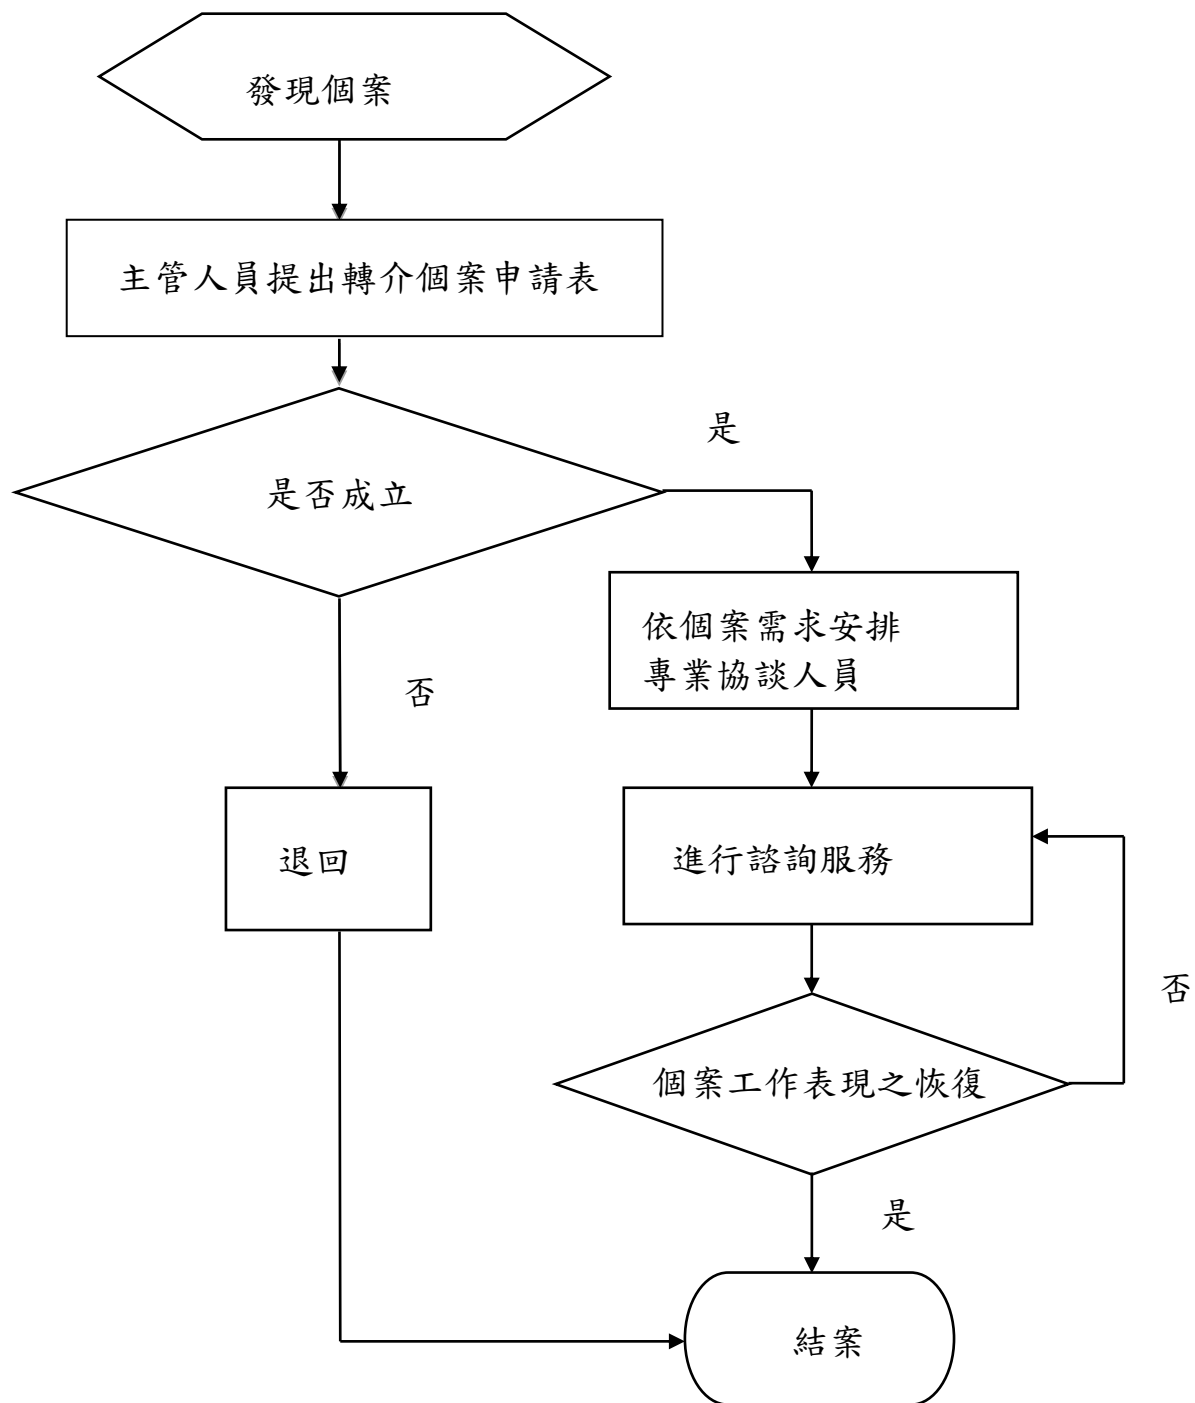 發現個案
主管人員提出轉介個案申請表
是
是否成立
依個案需求安排
專業協談人員
否
退回
進行諮詢服務
否
個案工作表現之恢復
是
結案